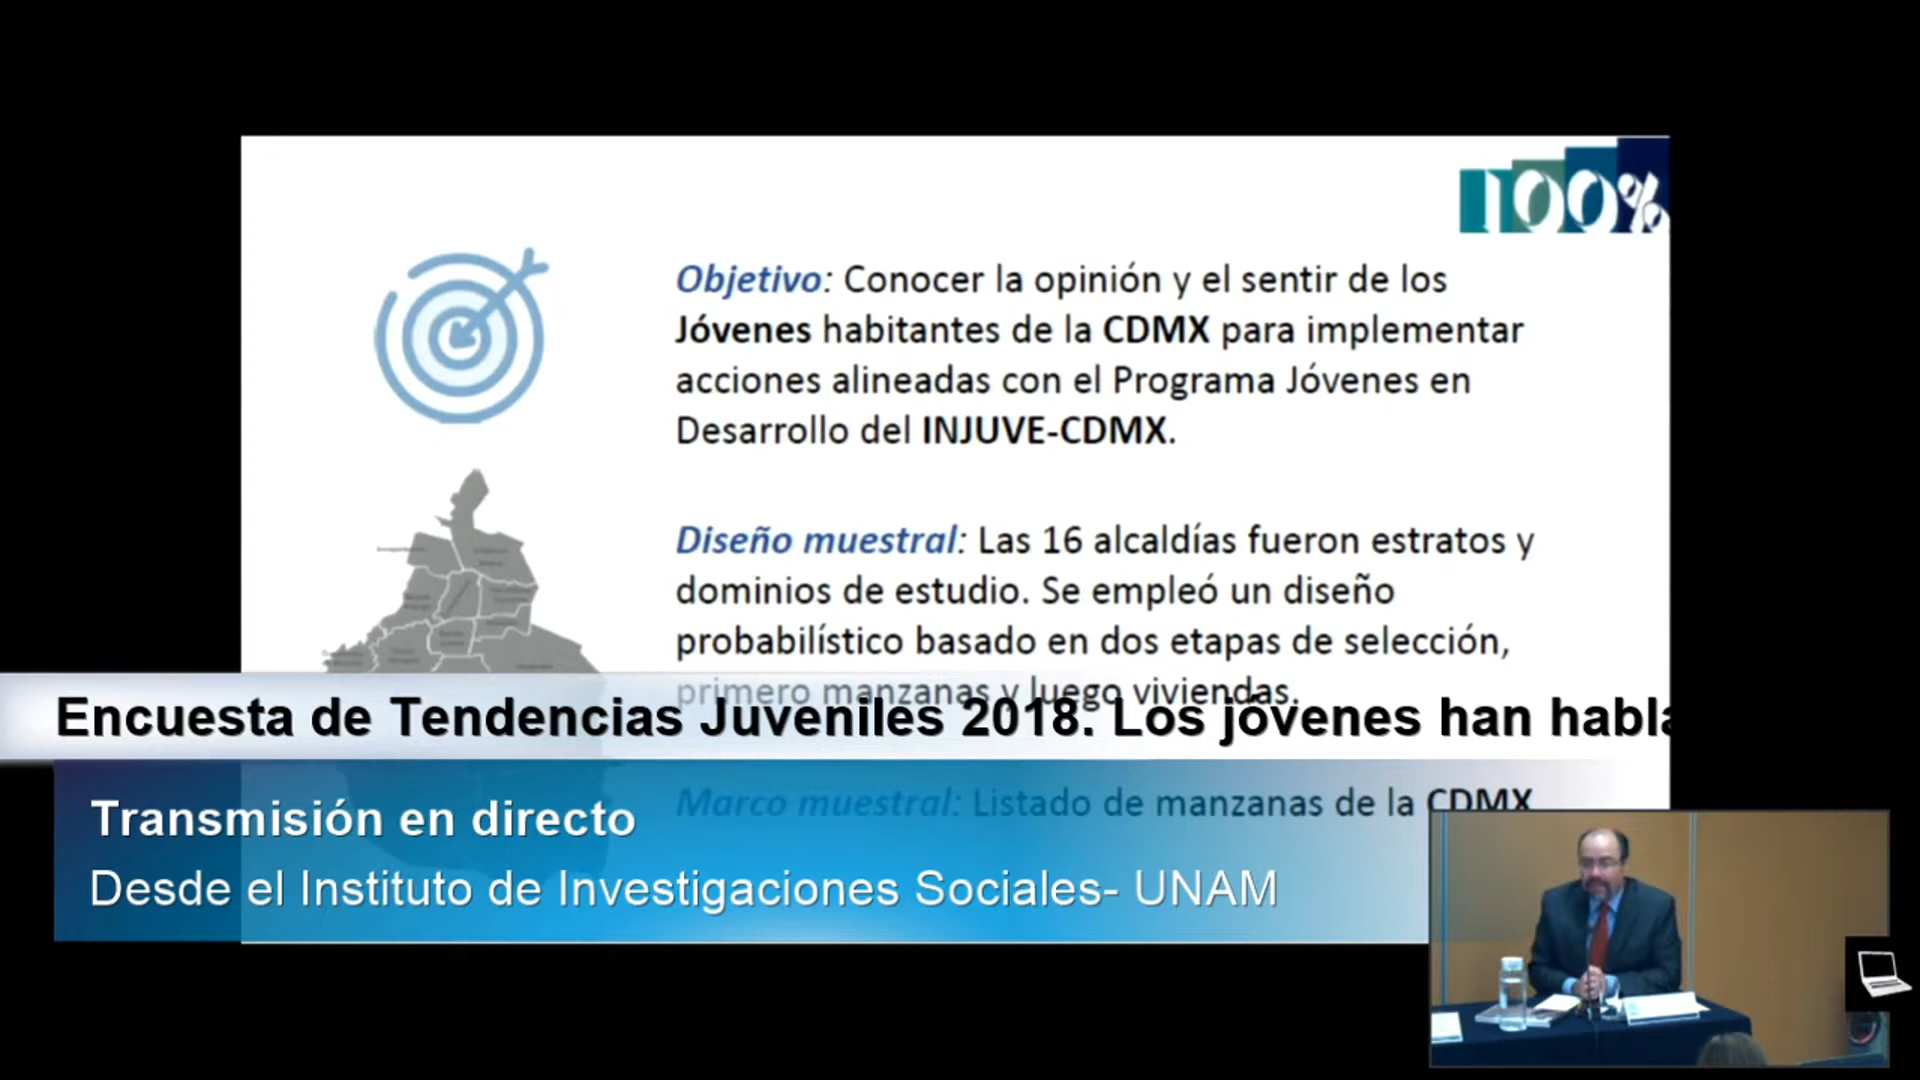 100%
Objetivo: Conocer la opinión y el sentir de los
Jóvenes habitantes de la CDMX para implementar
acciones alineadas con el Programa Jóvenes en
Desarrollo del INJUVE-CDMX.
Diseño muestral: Las 16 alcaldías fueron estratos y
dominios de estudio. Se empleó un diseño
probabilístico basado en dos etapas de selección,
primero manzanas y luego viviendas.
Encuesta de Tendencias Juveniles 2018. Los jóvenes han habla
Marco muestral: Listado de manzanas de la CDMX
Transmisión en directo
Desde el Instituto de Investigaciones Sociales- UNAM